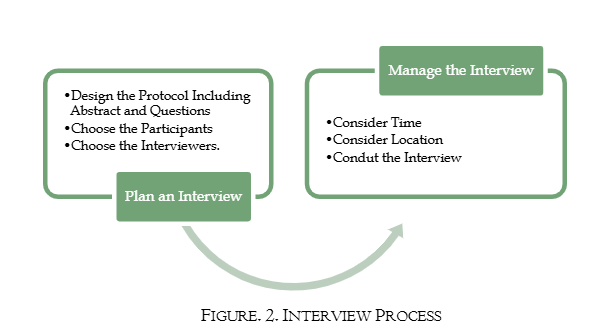 •Design the Protocol Including
Abstract and Questions
•Choose the Participants
•Choose the Interviewers.
Plan an Interview
Manage the Interview
•Consider Time
•Consider Location
•Condut the Interview
FIGURE. 2. INTERVIEW PROCESS